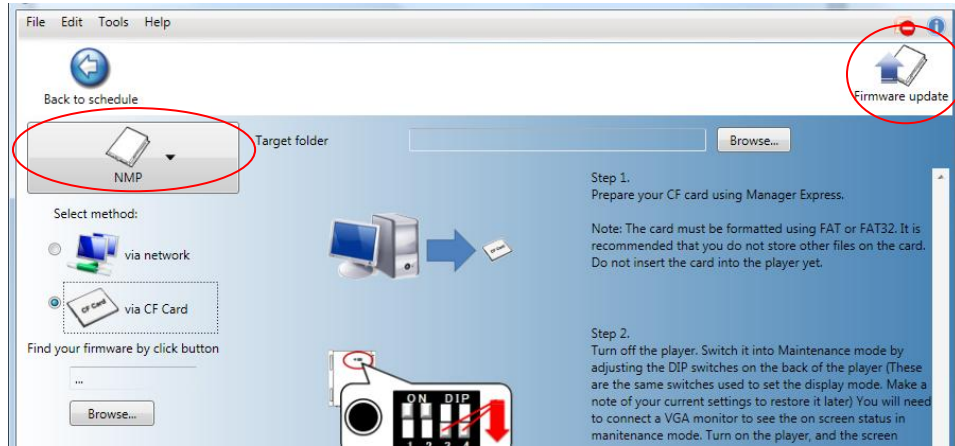 File Edit Tools Help
Back to schedule
Firmware update
NMP
Target folder
Browse...
Select method:
via network
CF Card
via CF Card
Find your firmware by click button
...
Browse...
Step 1.
Prepare your CF card using Manager Express.
Note: The card must be formatted using FAT or FAT32. It is
recommended that you do not store other files on the card.
Do not insert the card into the player yet.
CF Card
Step 2.
Turn off the player. Switch it into Maintenance mode by
adjusting the DIP switches on the back of the player (These
are the same switches used to set the display mode. Make a
note of your current settings to restore it later) You will need
to connect a VGA monitor to see the on screen status in
manitenance mode. Turn on the player, and the screen
ON DIP
1 2 3 4